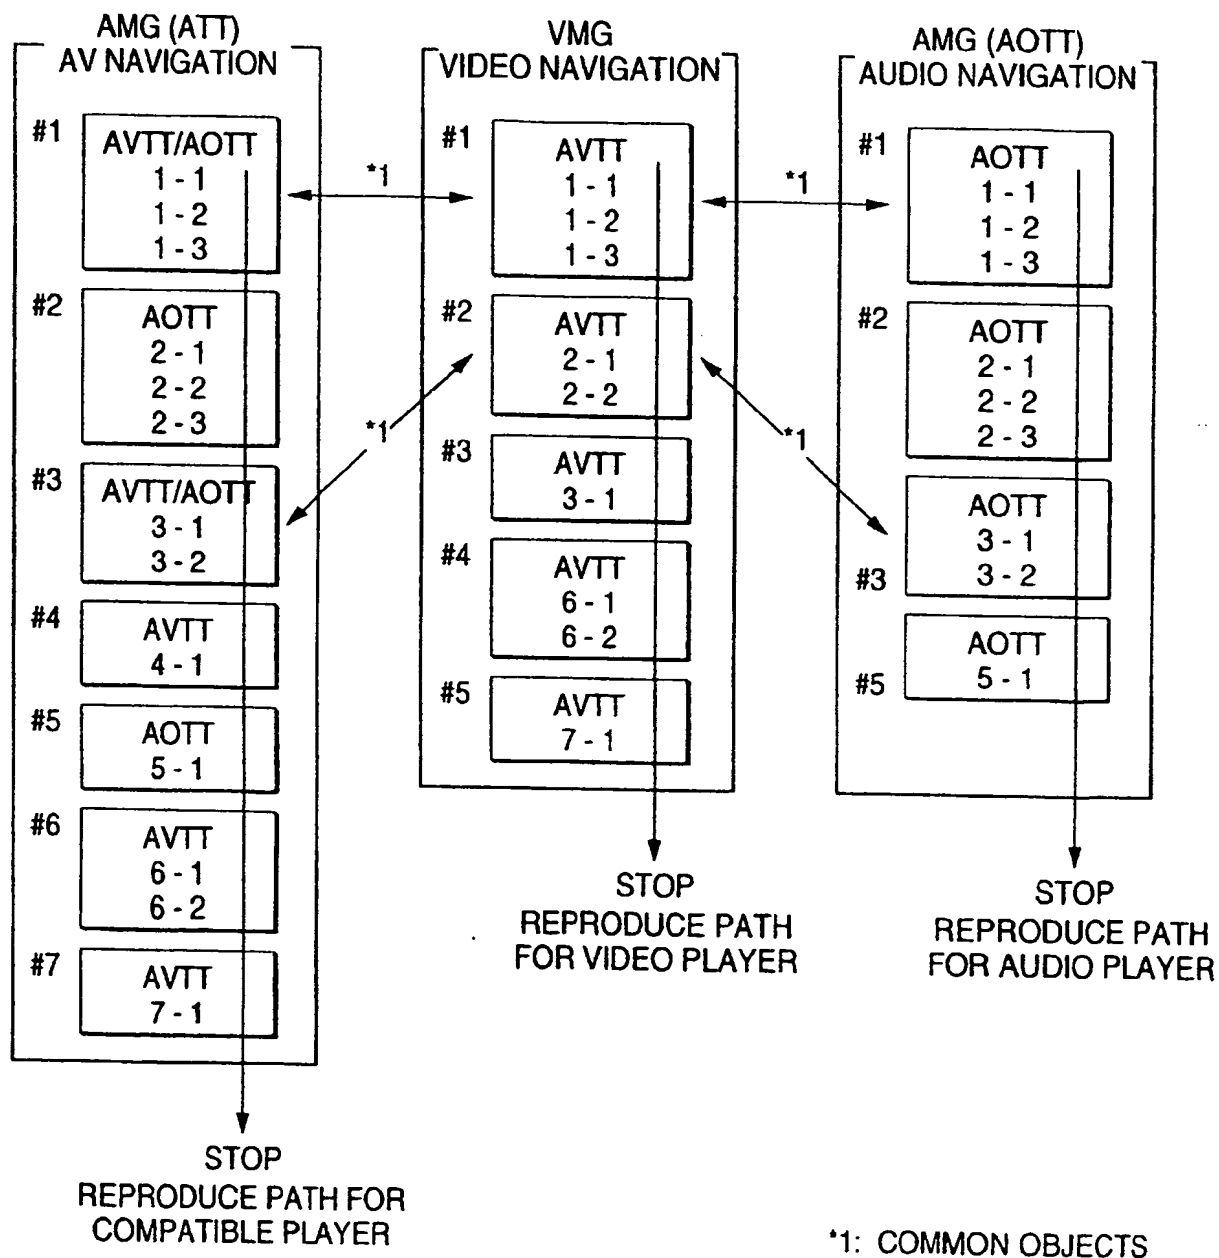 AMG (ATT)
AV NAVIGATION
#1
AVTT/AOTT
1 - 1
1 - 2
1 - 3
#2
AOTT
2 - 1
2 - 2
2 - 3
#3
AVTT/AOTT
3 - 1
3 - 2
#4
AVTT
4 - 1
#5
AOTT
5 - 1
#6
AVTT
6 - 1
6 - 2
#7
AVTT
7 - 1
STOP
REPRODUCE PATH FOR
COMPATIBLE PLAYER
*1
*1
VMG
VIDEO NAVIGATION
#1
AVTT
1 - 1
1 - 2
1 - 3
#2
AVTT
2 - 1
2 - 2
#3
AVTT
3 - 1
#4
AVTT
6 - 1
6 - 2
#5
AVTT
7 - 1
STOP
REPRODUCE PATH
FOR VIDEO PLAYER
*1
*1
AMG (AOTT)
AUDIO NAVIGATION
#1
AOTT
1 - 1
1 - 2
1 - 3
#2
AOTT
2 - 1
2 - 2
2 - 3
AOTT
3 - 1
3 - 2
#3
AOTT
5 - 1
#5
STOP
REPRODUCE PATH
FOR AUDIO PLAYER
*1: COMMON OBJECTS